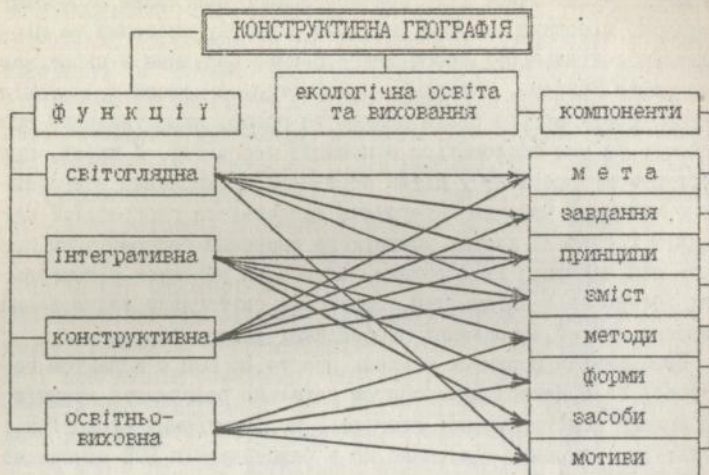 КОНСТРУКТИВНА ГЕОГРАФІЯ
функції
екологічна освіта
та виховання
компоненти
світоглядна
інтегративна
конструктивна
освітньо-
виховна
мета
завдання
принципи
зміст
методи
форми
засоби
мотиви